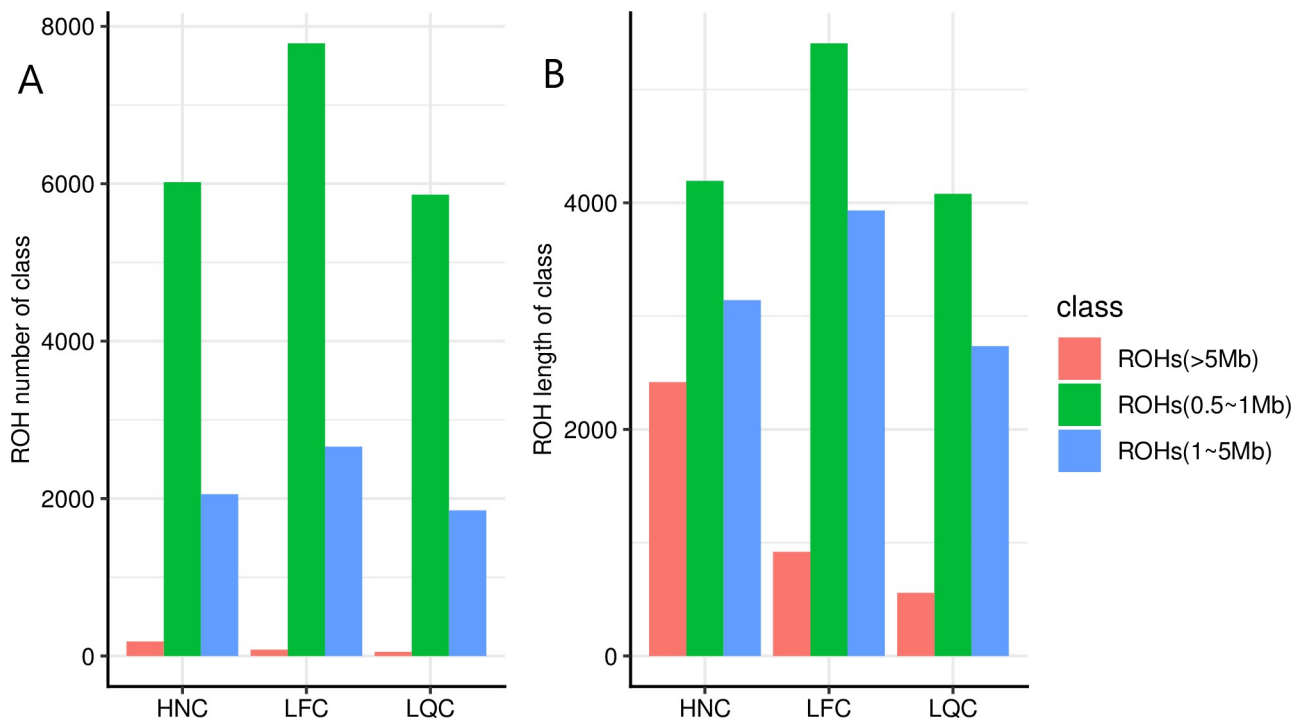 A
ROH number of class
8000
6000
4000
2000
0
HNC LFC LQC
B
ROH length of class
4000
2000
0
HNC LFC LQC
class
ROHs(>5Mb)
ROHs(0.5~1Mb)
ROHs(1~5Mb)